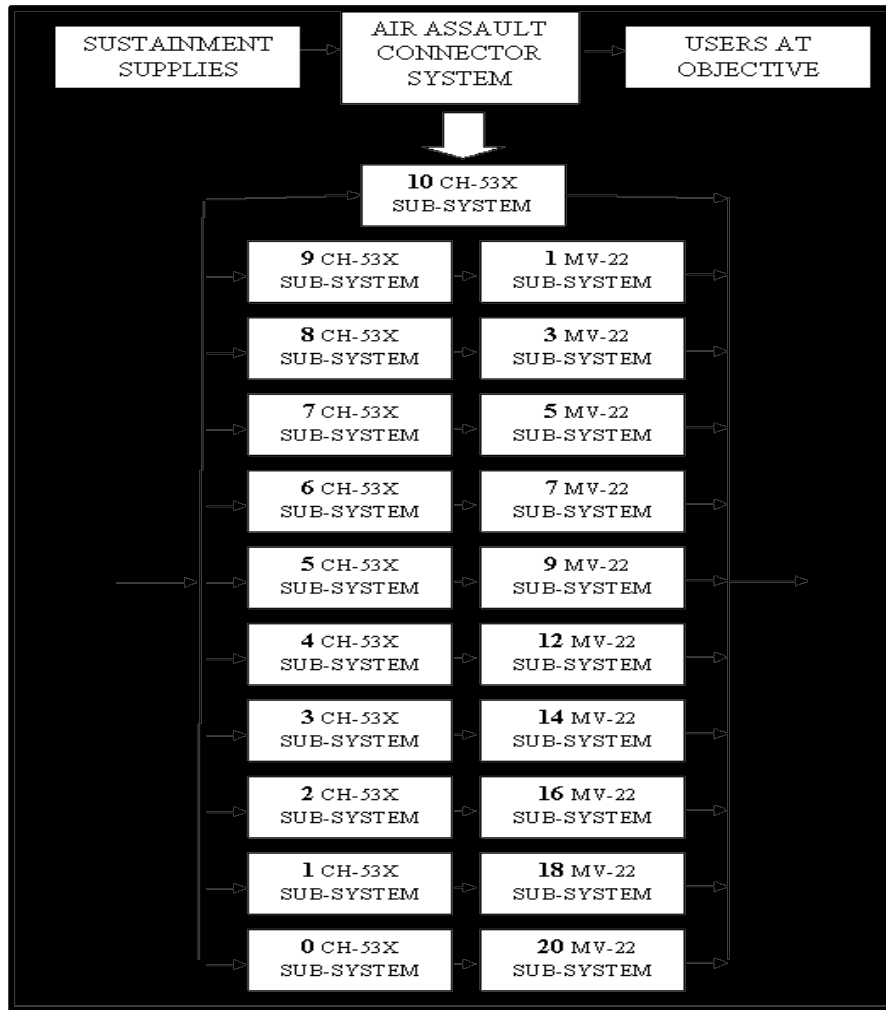 SUSTAINMENT
SUPPLIES
AIR ASSAULT
CONNECTOR
SYSTEM
USERS AT
OBJECTIVE
10 CH-53X
SUB-SYSTEM
9 CH-53X
SUB-SYSTEM
1 MV-22
SUB-SYSTEM
8 CH-53X
SUB-SYSTEM
3 MV-22
SUB-SYSTEM
7 CH-53X
SUB-SYSTEM
5 MV-22
SUB-SYSTEM
6 CH-53X
SUB-SYSTEM
7 MV-22
SUB-SYSTEM
5 CH-53X
SUB-SYSTEM
9 MV-22
SUB-SYSTEM
4 CH-53X
SUB-SYSTEM
12 MV-22
SUB-SYSTEM
3 CH-53X
SUB-SYSTEM
14 MV-22
SUB-SYSTEM
2 CH-53X
SUB-SYSTEM
16 MV-22
SUB-SYSTEM
1 CH-53X
SUB-SYSTEM
18 MV-22
SUB-SYSTEM
0 CH-53X
SUB-SYSTEM
20 MV-22
SUB-SYSTEM